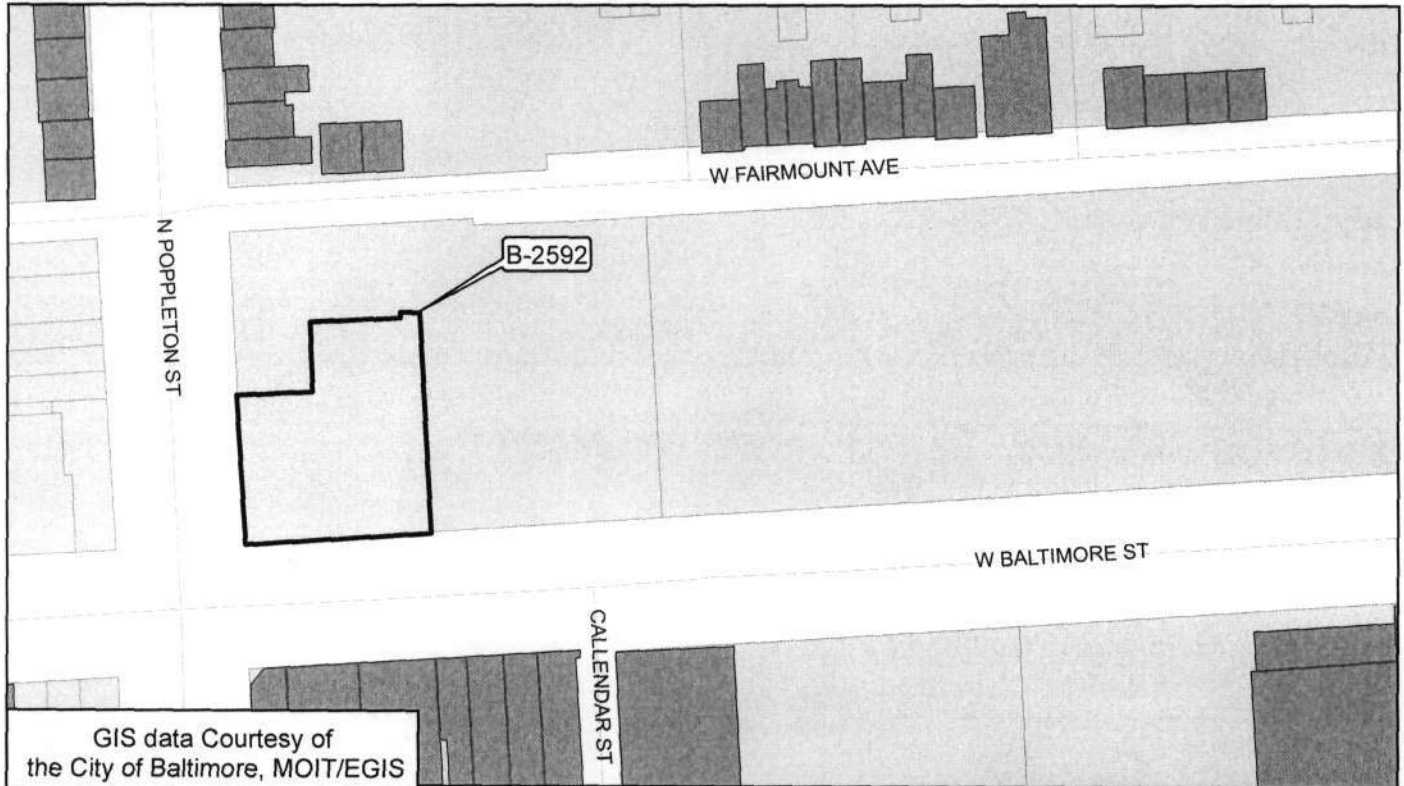 W FAIRMOUNT AVE
N POPPLETON ST
B-2592
W BALTIMORE ST
CALLENDAR ST
GIS data Courtesy of
the City of Baltimore, MOIT/EGIS